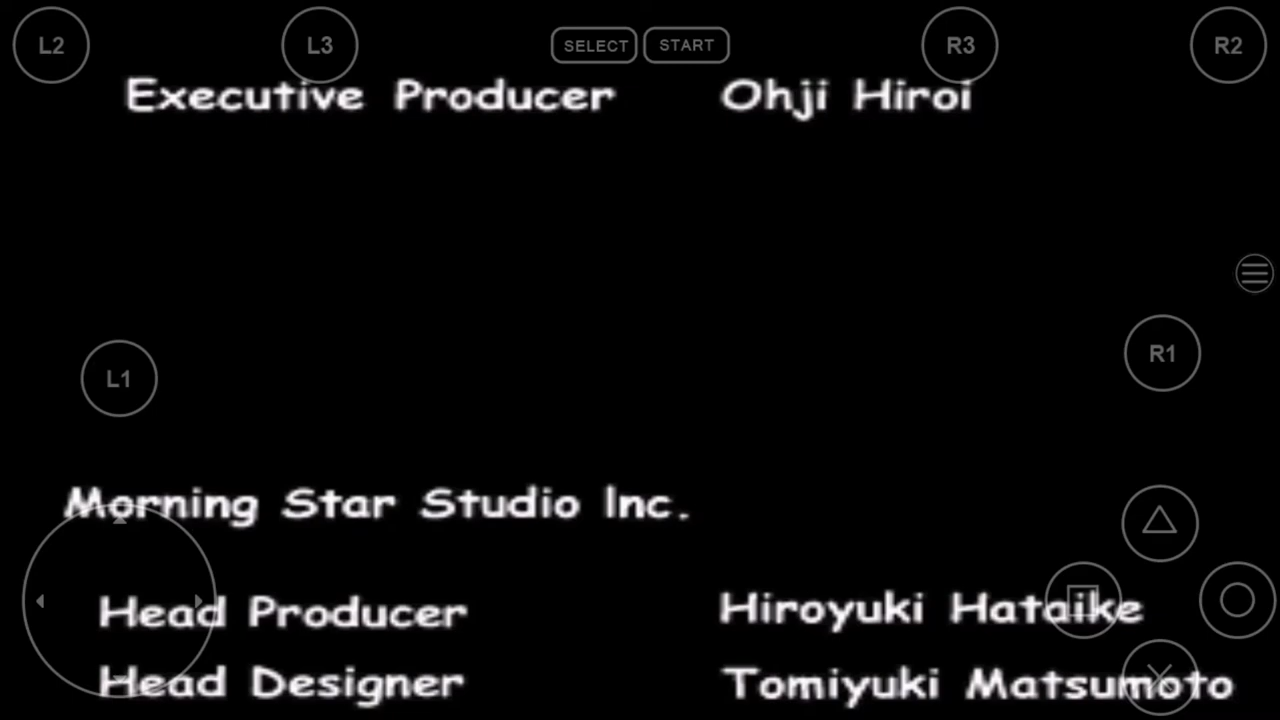 L2 L3 SELECT START R3 R2
Executive Producer Ohji Hiroi
R1
L1
Morning Star Studio Inc.
Head Producer Hiroyuki Hataike
Head Designer Tomiyuki Matsumoto